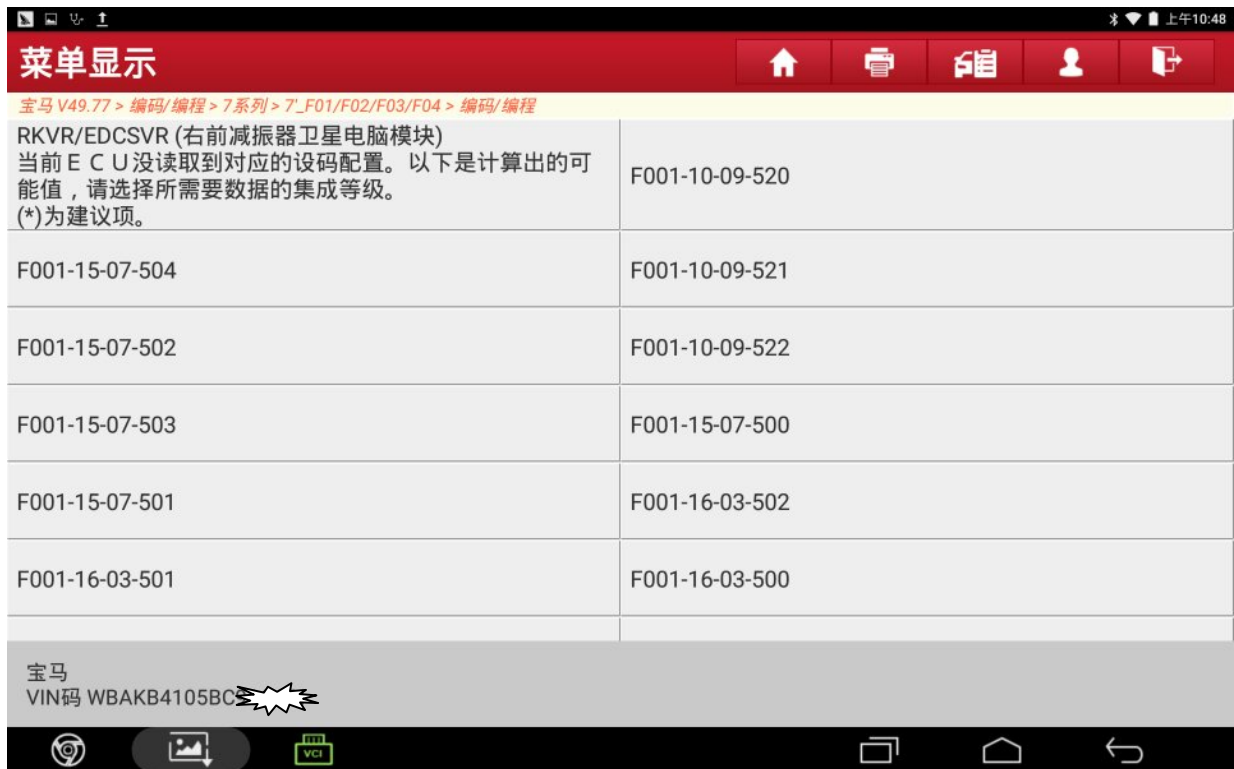 上午10:48
菜单显示
宝马 V49.77 > 编码/编程 > 7系列 > 7'_F01/F02/F03/F04 > 编码/编程
RKVR/EDCSVR (右前减振器卫星电脑模块)
当前ＥＣＵ没读取到对应的设码配置。以下是计算出的可
能值，请选择所需要数据的集成等级。
(*)为建议项。
F001-10-09-520
F001-15-07-504
F001-10-09-521
F001-15-07-502
F001-10-09-522
F001-15-07-503
F001-15-07-500
F001-15-07-501
F001-16-03-502
F001-16-03-501
F001-16-03-500
宝马
VIN码 WBAKB4105BC
VCI